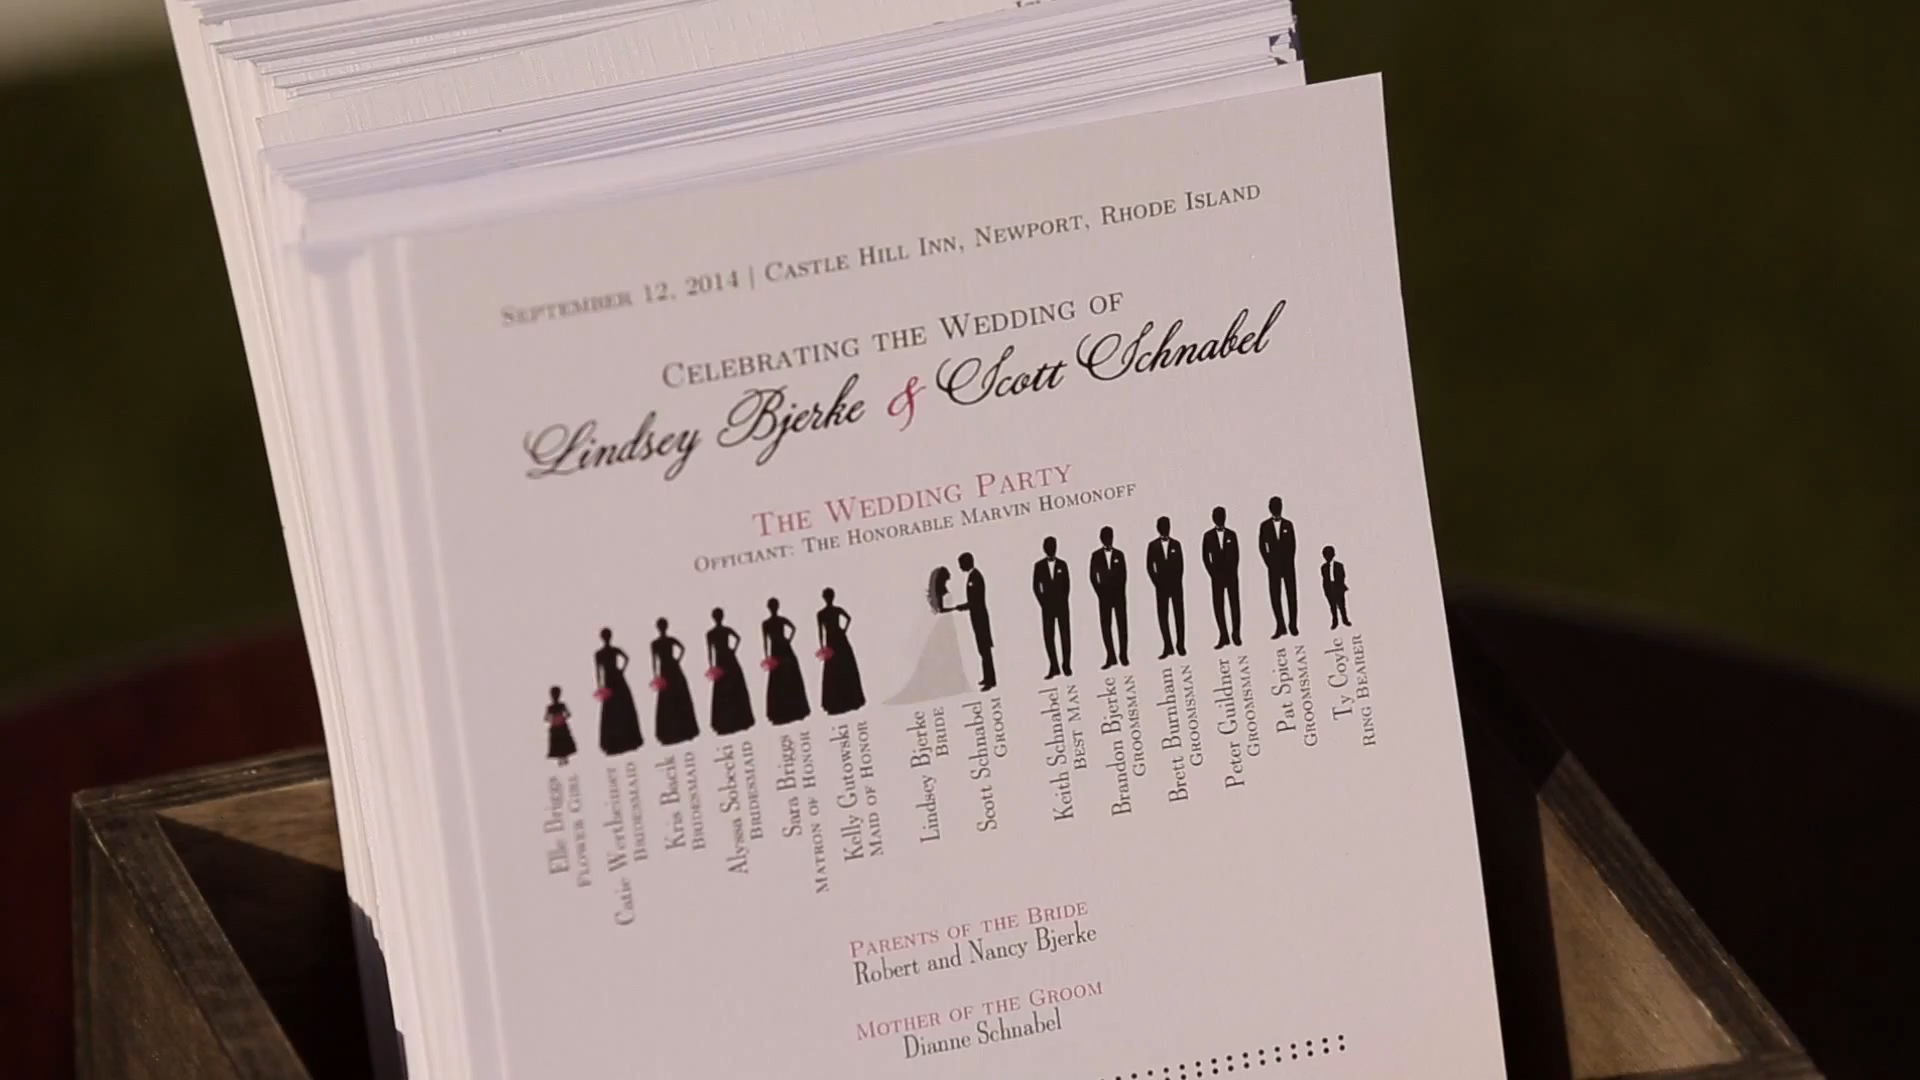 September 12, 2014 | Castle Hill Inn, Newport, Rhode Island
Celebrating the Wedding of
Lindsey Bjerke & Scott Schnabel
The Wedding Party
Officiant: The Honorable Marvin Homonoff
Elle Briggs
Flower Girl
Catie Wertheimer
Bridesmaid
Kris Bacik
Bridesmaid
Alyssa Sobecki
Bridesmaid
Sara Briggs
Matron of Honor
Kelly Gutowski
Maid of Honor
Lindsey Bjerke
Bride
Scott Schnabel
Groom
Keith Schnabel
Best Man
Brandon Bjerke
Groomsman
Brett Burnham
Groomsman
Peter Guildner
Groomsman
Pat Spica
Groomsman
Ty Coyle
Ring Bearer
Parents of the Bride
Robert and Nancy Bjerke
Mother of the Groom
Dianne Schnabel